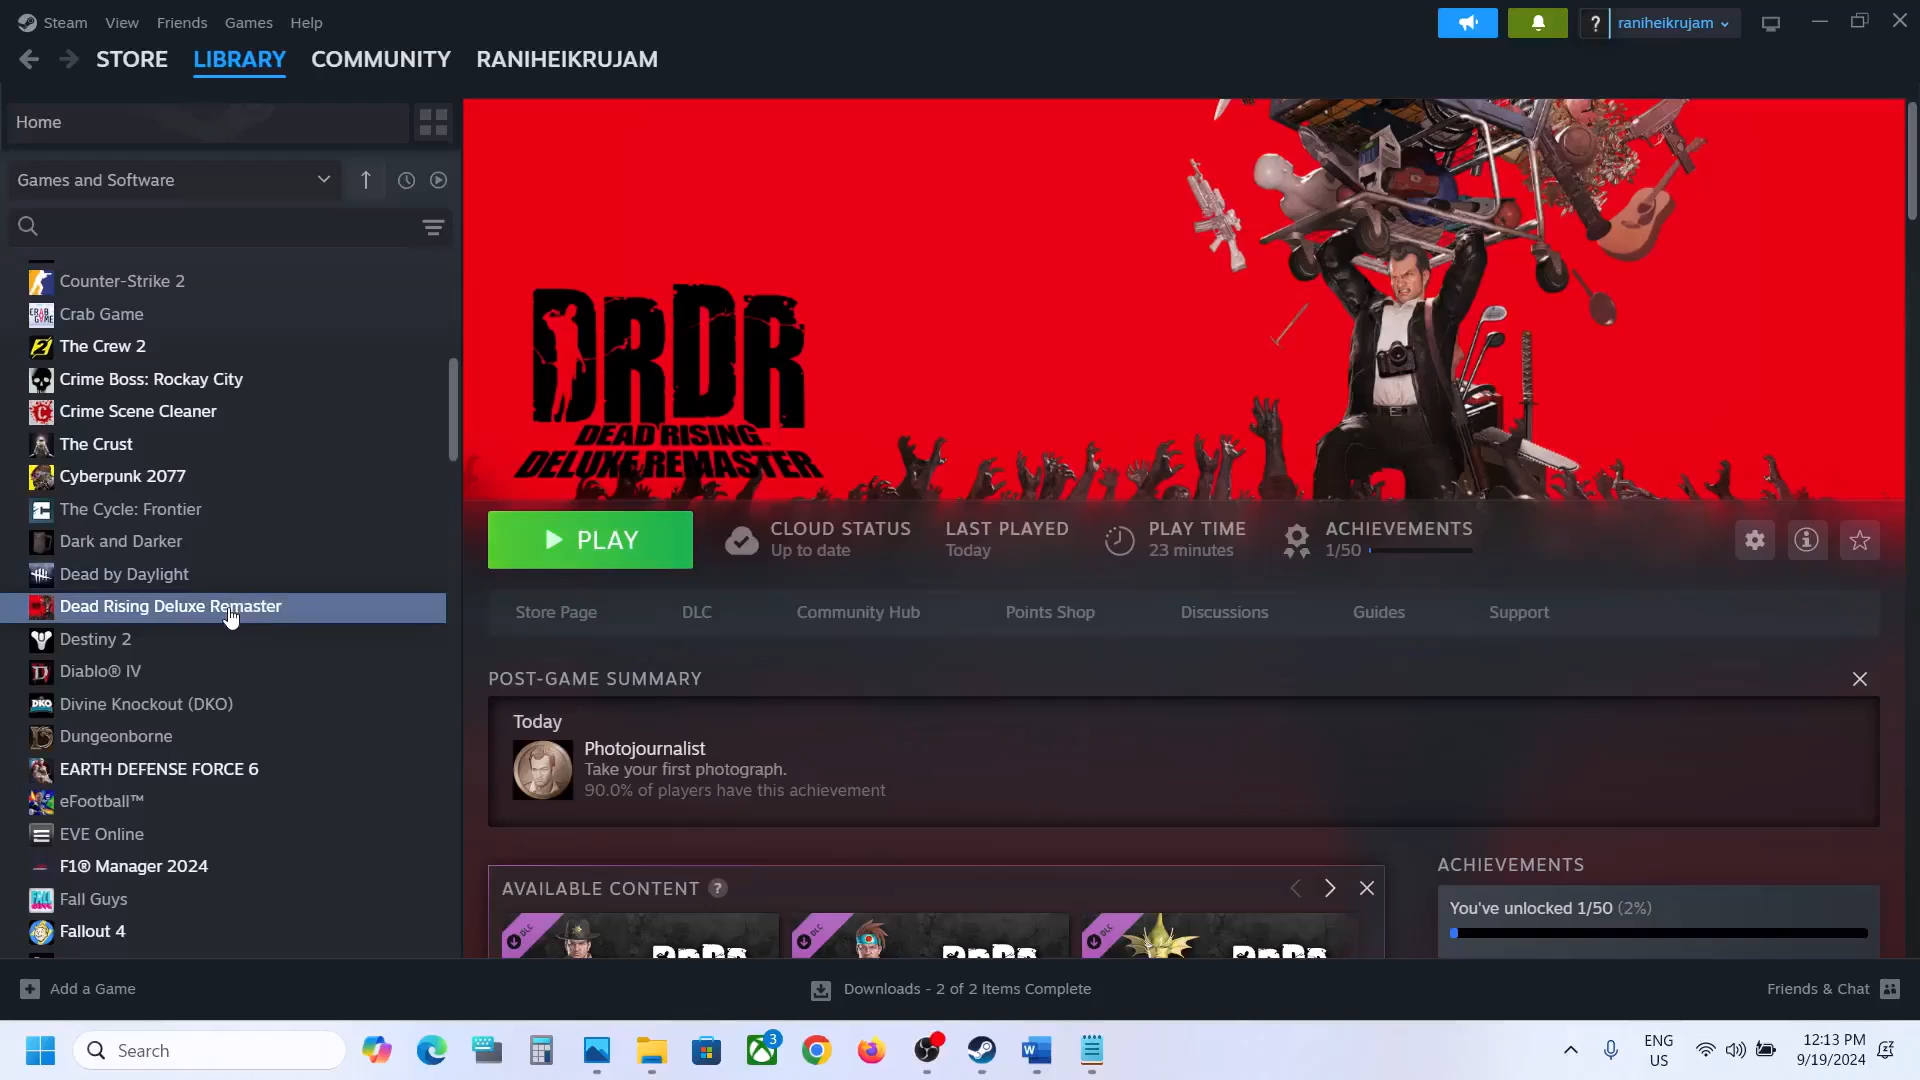 Steam View Friends Games Help
raniheikrujam
STORE LIBRARY COMMUNITY RANIHEIKRUJAM
Home
Games and Software
Counter-Strike 2
Crab Game
The Crew 2
Crime Boss: Rockay City
Crime Scene Cleaner
The Crust
Cyberpunk 2077
The Cycle: Frontier
Dark and Darker
Dead by Daylight
Dead Rising Deluxe Remaster
Destiny 2
Diablo® IV
Divine Knockout (DKO)
Dungeonborne
EARTH DEFENSE FORCE 6
eFootball™
EVE Online
F1® Manager 2024
Fall Guys
Fallout 4
DRDR
DEAD RISING
DELUXE REMASTER
PLAY
CLOUD STATUS
Up to date
LAST PLAYED
Today
PLAY TIME
23 minutes
ACHIEVEMENTS
1/50
Store Page DLC Community Hub Points Shop Discussions Guides Support
POST-GAME SUMMARY
Today
Photojournalist
Take your first photograph.
90.0% of players have this achievement
AVAILABLE CONTENT ?
DLC DLC DLC
DRDR DRDR DRDR
ACHIEVEMENTS
You've unlocked 1/50 (2%)
Add a Game
Downloads - 2 of 2 Items Complete
Friends & Chat
Search
3
ENG
US
12:13 PM
9/19/2024